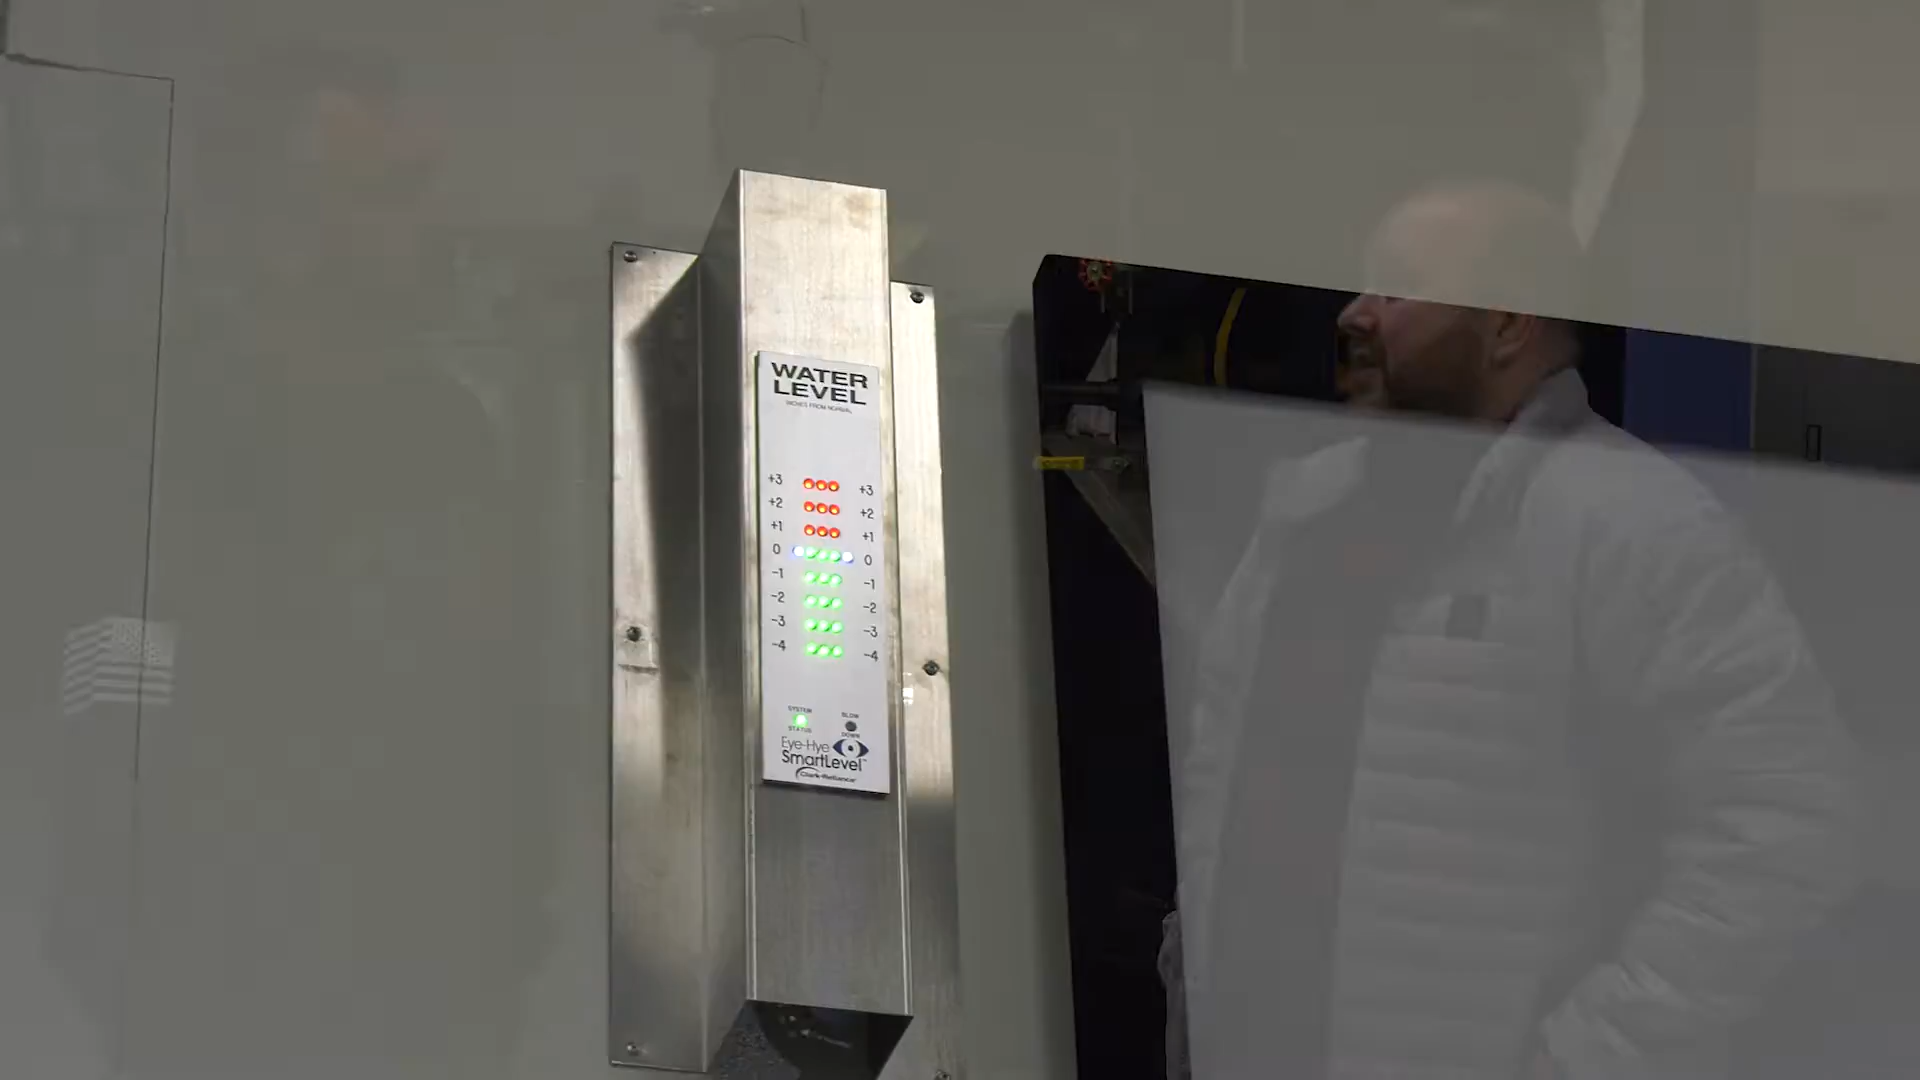 WATER
LEVEL
INCHES FROM NORMAL
+3 +3
+2 +2
+1 +1
0 0
-1 -1
-2 -2
-3 -3
-4 -4
SYSTEM BLOW
STATUS DOWN
Eye-Hye
SmartLevel™
Clark-Reliance®